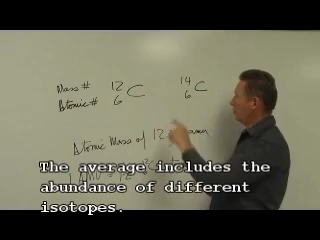 Mass # 12 C 14 C
Atomic # 6 6
Atomic Mass of 12
The average includes the
abundance of different
isotopes.